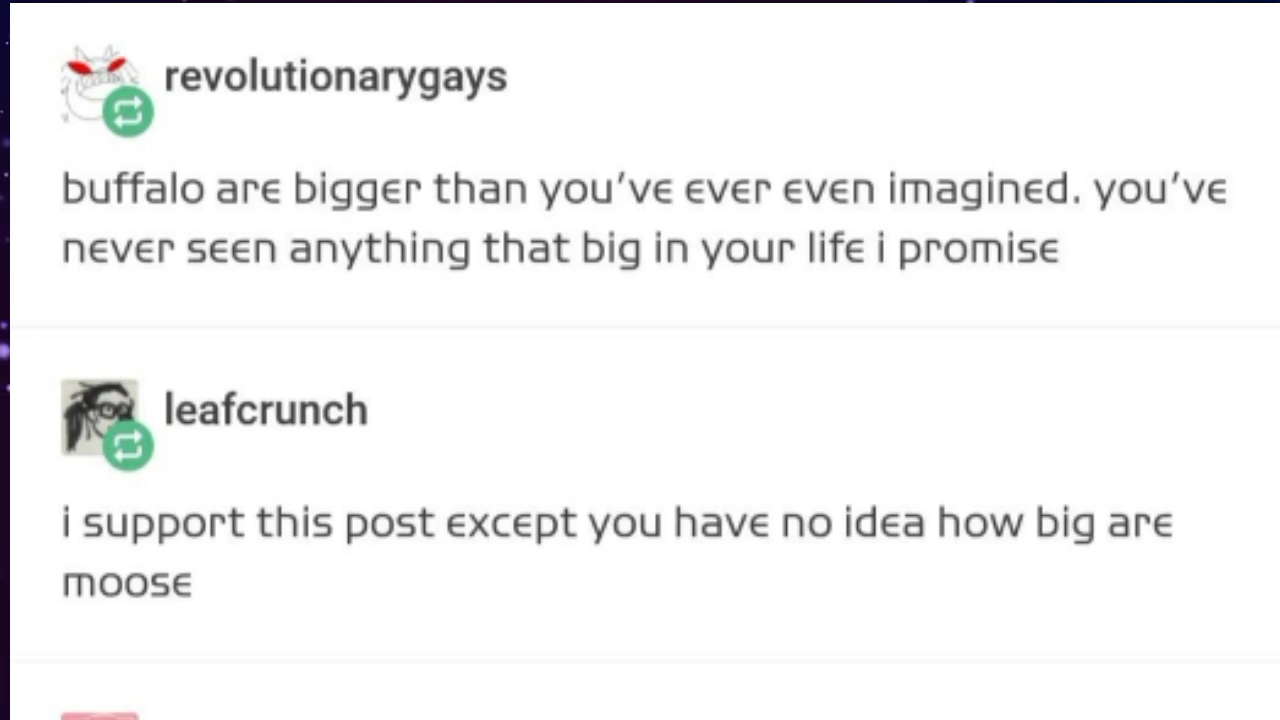 revolutionarygays
buffalo are bigger than you've ever even imagined. you've
never seen anything that big in your life i promise
leafcrunch
i support this post except you have no idea how big are
moose